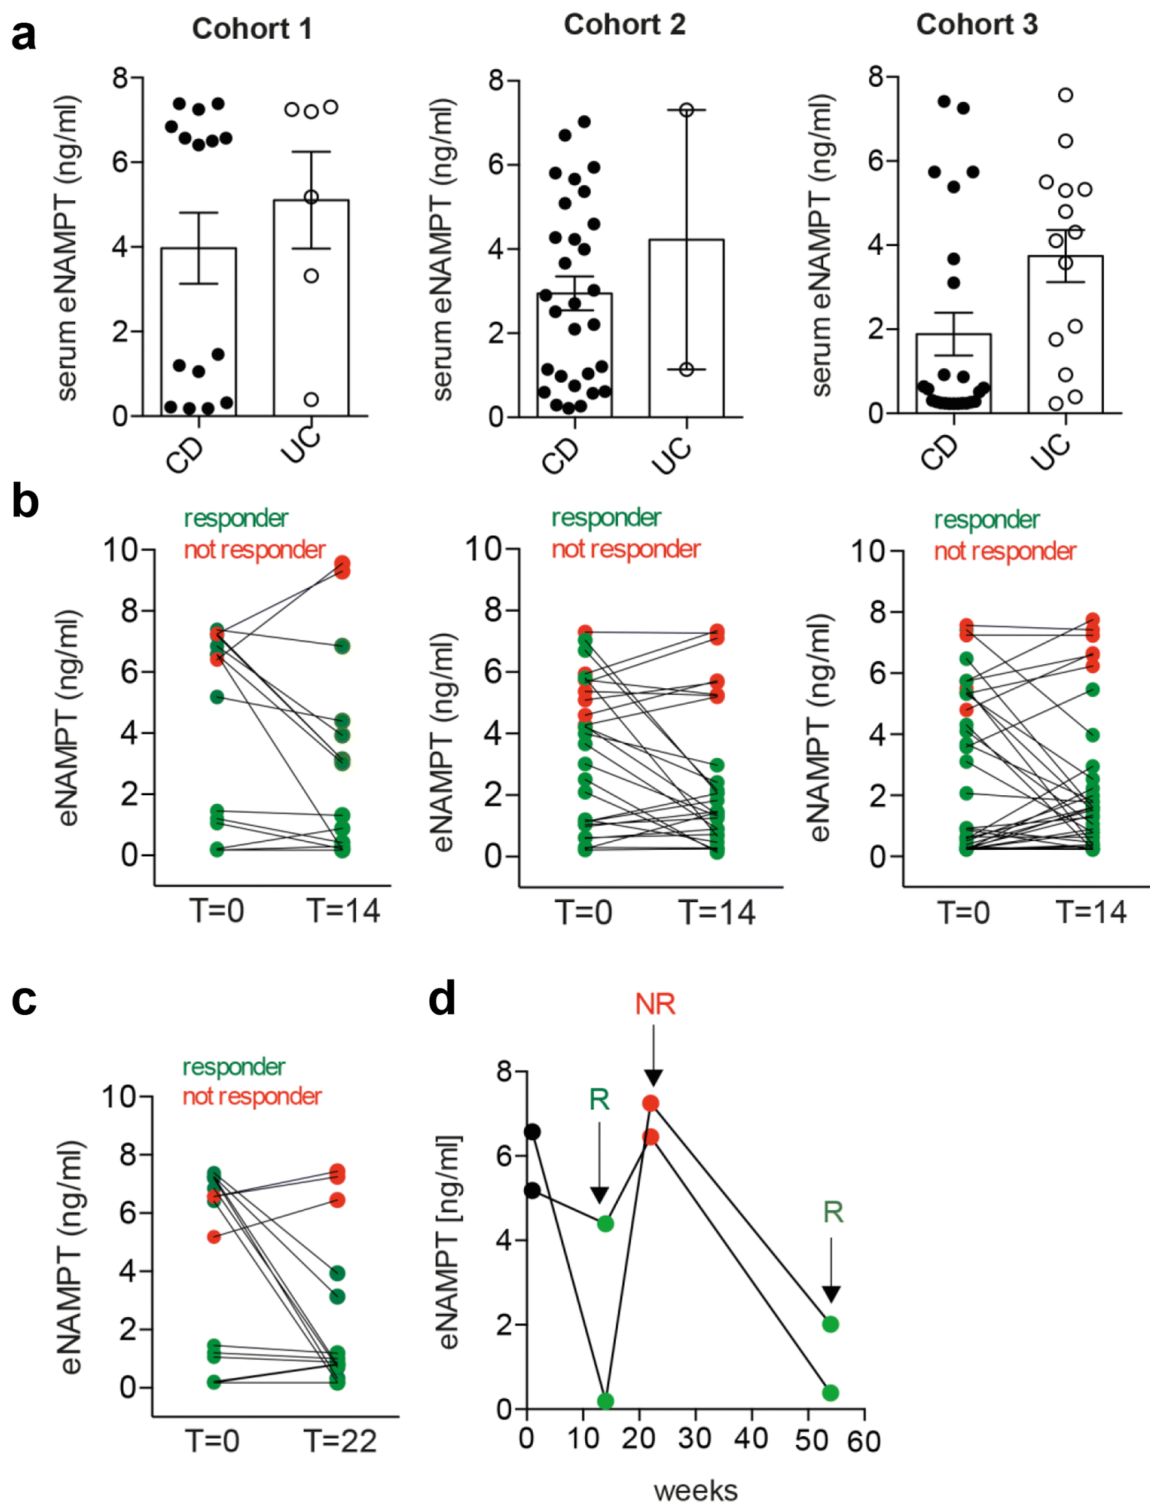 a
Cohort 1
Cohort 2
Cohort 3
serum eNAMPT (ng/ml)
8
6
4
2
0
CD
UC
serum eNAMPT (ng/ml)
8
6
4
2
0
CD
UC
serum eNAMPT (ng/ml)
8
6
4
2
0
CD
UC
b
responder
not responder
eNAMPT (ng/ml)
10
8
6
4
2
0
T=0
T=14
responder
not responder
eNAMPT (ng/ml)
10
8
6
4
2
0
T=0
T=14
responder
not responder
eNAMPT (ng/ml)
10
8
6
4
2
0
T=0
T=14
c
responder
not responder
eNAMPT (ng/ml)
10
8
6
4
2
0
T=0
T=22
d
NR
R
R
eNAMPT [ng/ml]
8
6
4
2
0
0 10 20 30 40 50 60
weeks